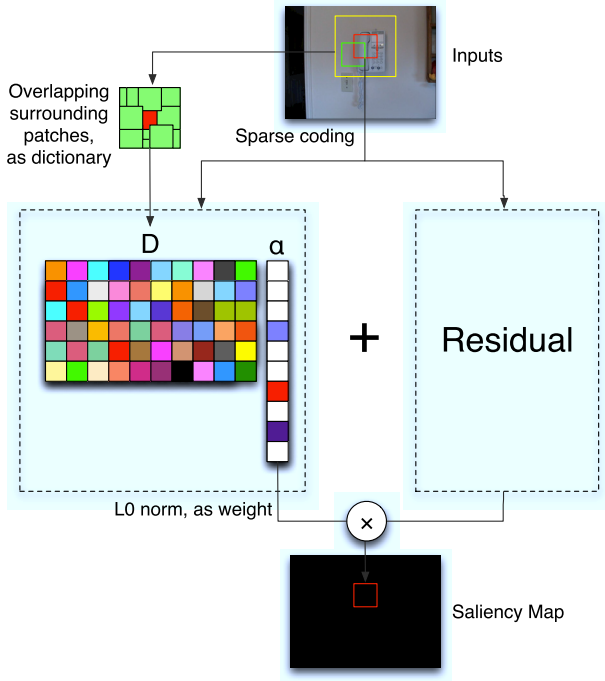 Inputs
Overlapping
surrounding
patches,
as dictionary
Sparse coding
D
α
+
Residual
L0 norm, as weight
×
Saliency Map